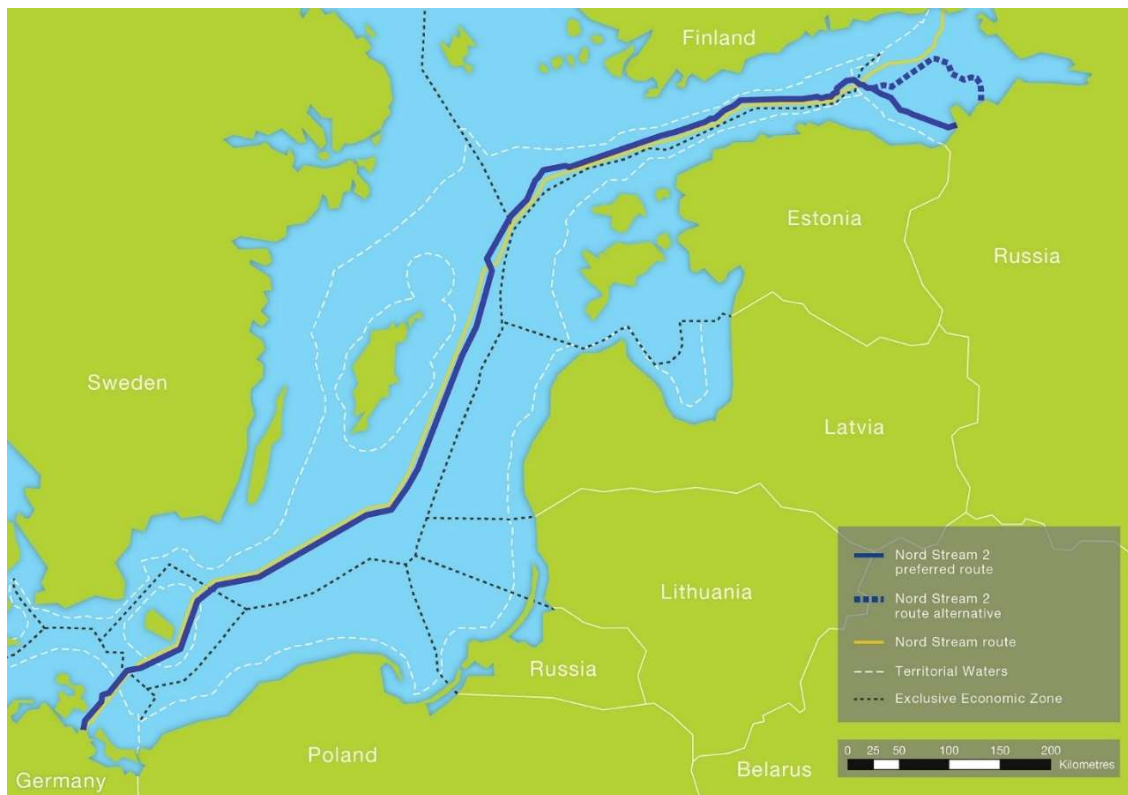 Finland
Estonia
Russia
Sweden
Latvia
Lithuania
Russia
Poland
Germany
Belarus
Nord Stream 2
preferred route
Nord Stream 2
route alternative
Nord Stream route
Territorial Waters
Exclusive Economic Zone
0 25 50 100 150 200
Kilometres